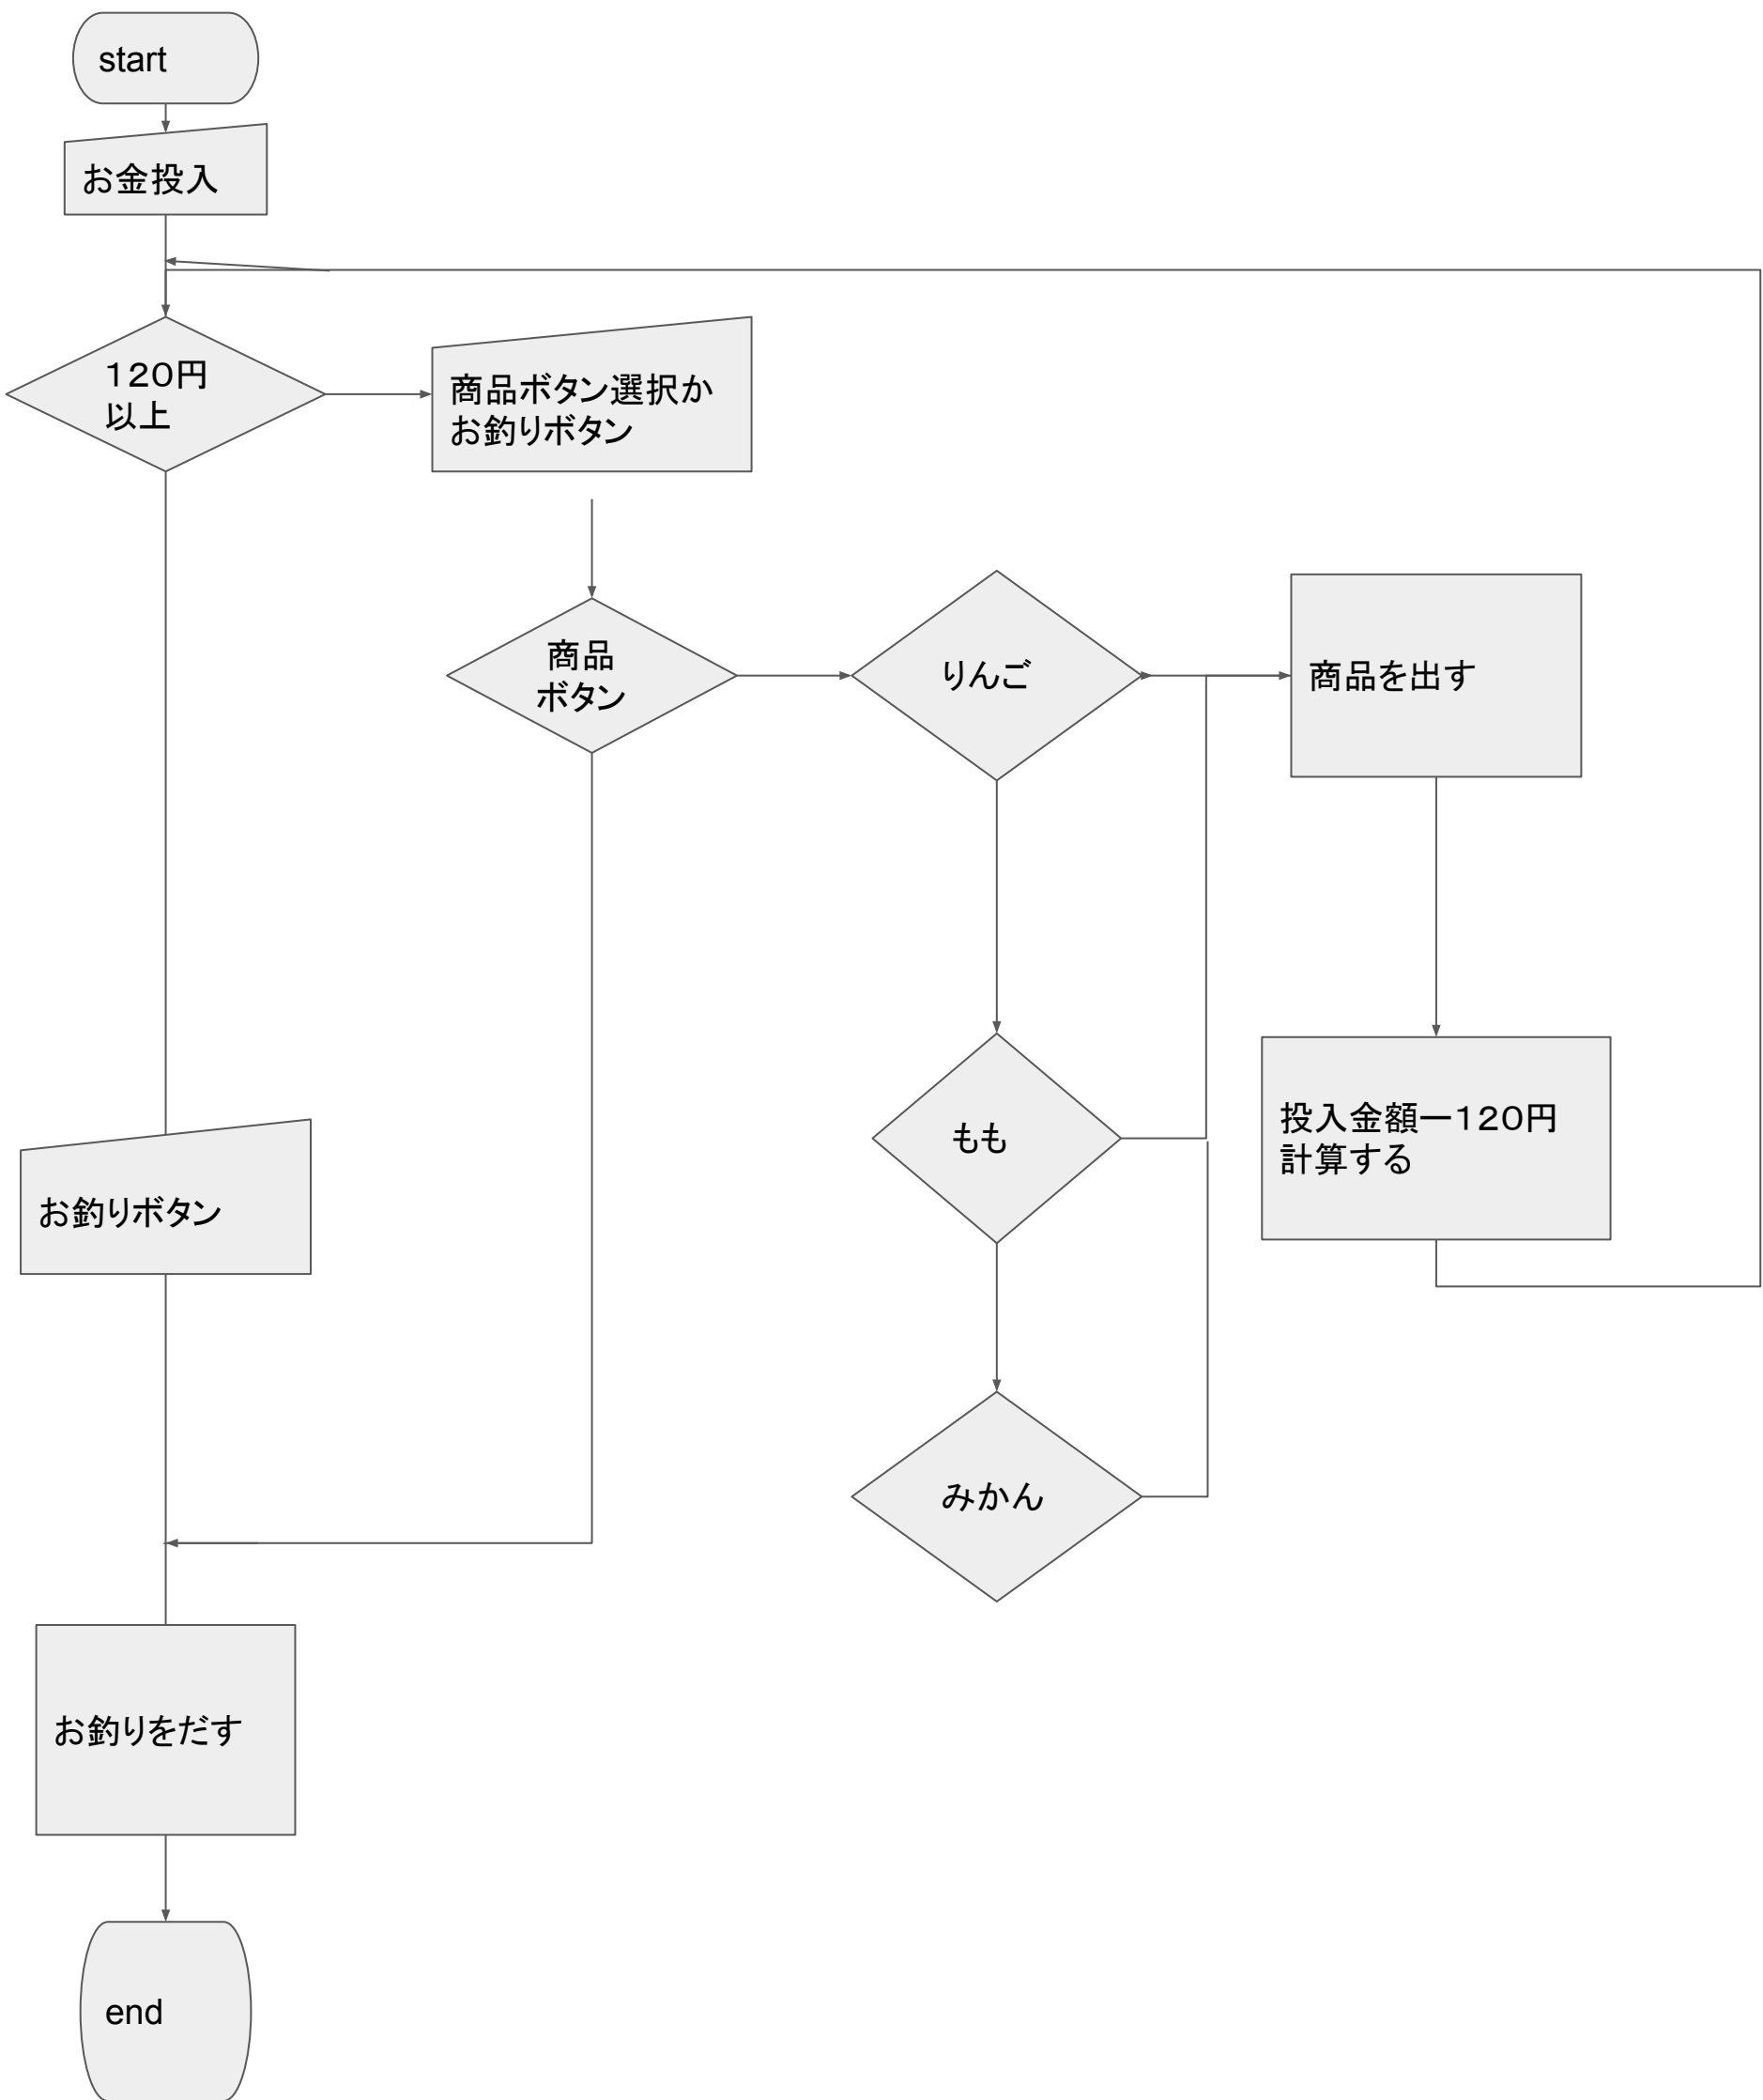 start
お金投入
120円
以上
商品ボタン選択か
お釣りボタン
商品
ボタン
りんご
商品を出す
もも
投入金額ー120円
計算する
お釣りボタン
みかん
お釣りをだす
end